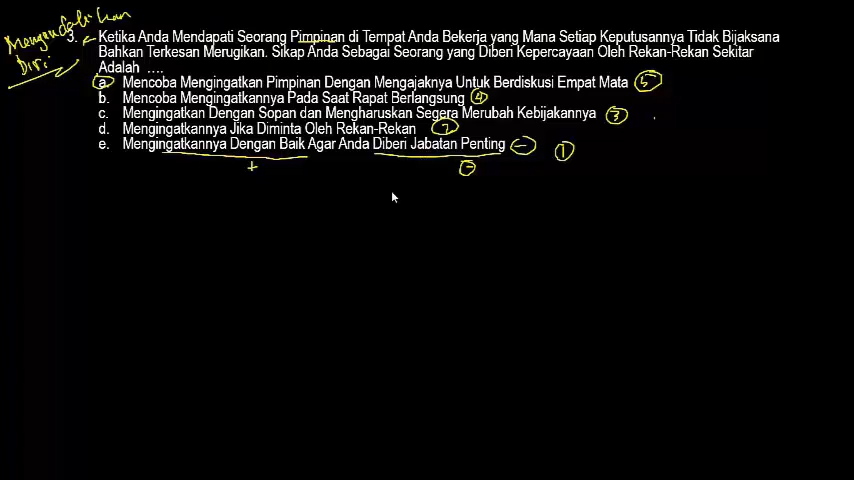 Mengendalikan
Diri
3. Ketika Anda Mendapati Seorang Pimpinan di Tempat Anda Bekerja yang Mana Setiap Keputusannya Tidak Bijaksana
Bahkan Terkesan Merugikan. Sikap Anda Sebagai Seorang yang Diberi Kepercayaan Oleh Rekan-Rekan Sekitar
Adalah ....
a. Mencoba Mengingatkan Pimpinan Dengan Mengajaknya Untuk Berdiskusi Empat Mata 5
b. Mencoba Mengingatkannya Pada Saat Rapat Berlangsung 4
c. Mengingatkan Dengan Sopan dan Mengharuskan Segera Merubah Kebijakannya 3
d. Mengingatkannya Jika Diminta Oleh Rekan-Rekan 2
e. Mengingatkannya Dengan Baik Agar Anda Diberi Jabatan Penting – 1
+ –